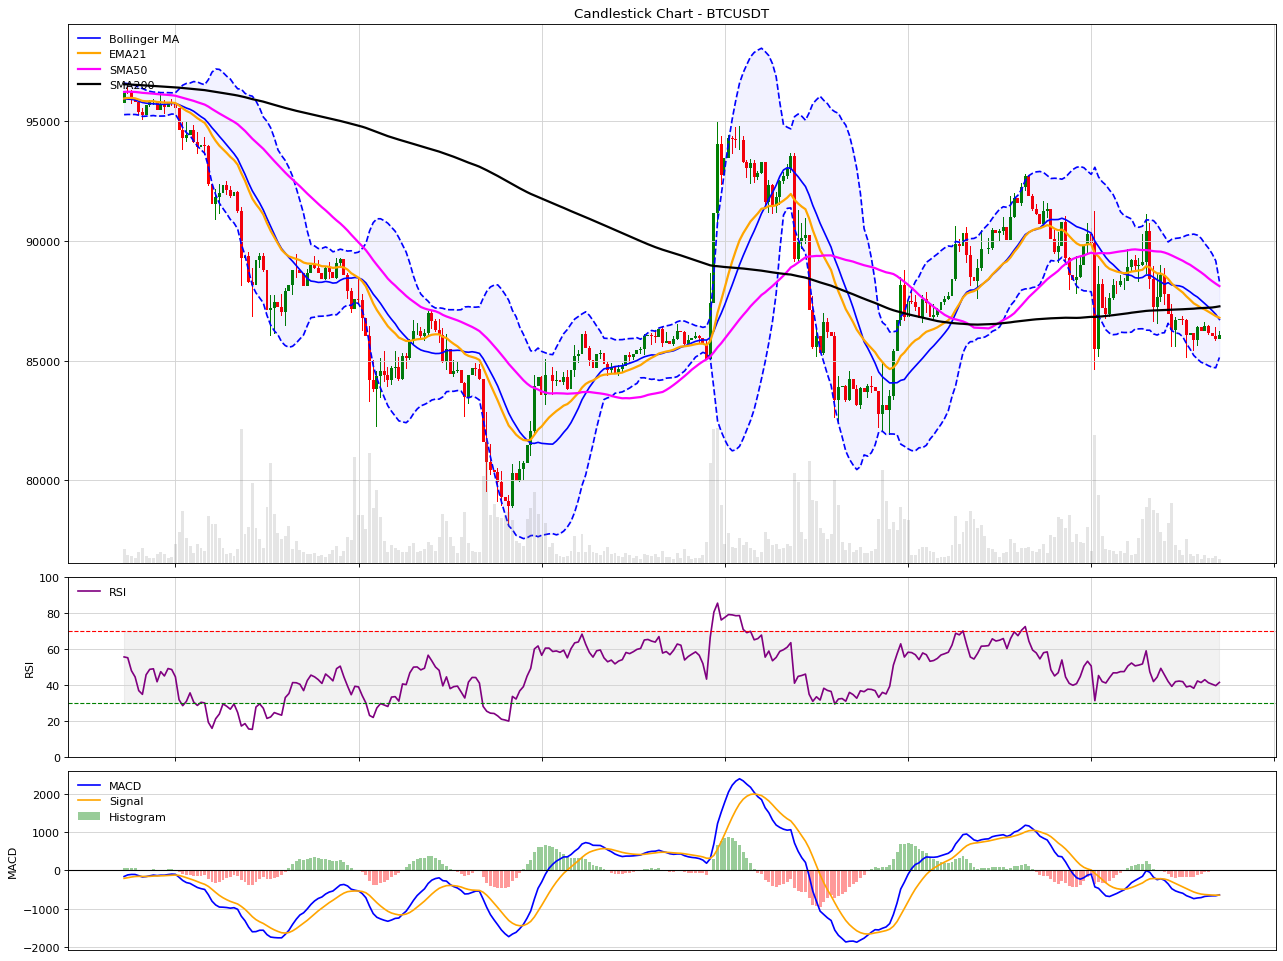 Candlestick Chart - BTCUSDT
Bollinger MA
EMA21
SMA50
SMA200
95000
90000
85000
80000
100
RSI
80
60
RSI
40
20
0
MACD
2000
Signal
1000
Histogram
MACD
0
−1000
−2000